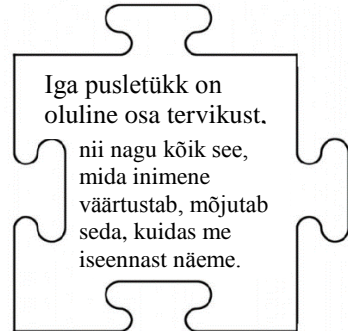 Iga pusletükk on
oluline osa tervikust,
nii nagu kõik see,
mida inimene
väärtustab, mõjutab
seda, kuidas me
iseennast näeme.